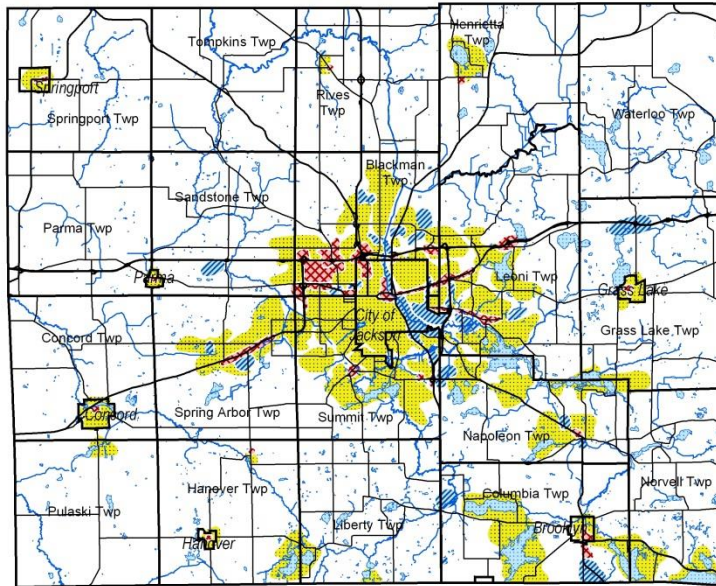 Tompkins Twp
Henrietta
Twp
Springport
Rives
Twp
Springport Twp
Waterloo Twp
Blackman
Twp
Sandstone Twp
Parma Twp
Parma
Leoni Twp
Grass Lake
City of
Jackson
Concord Twp
Grass Lake Twp
Concord
Spring Arbor Twp
Summit Twp
Napoleon Twp
Hanover Twp
Columbia Twp
Norvell Twp
Pulaski Twp
Liberty Twp
Brooklyn
Hanover